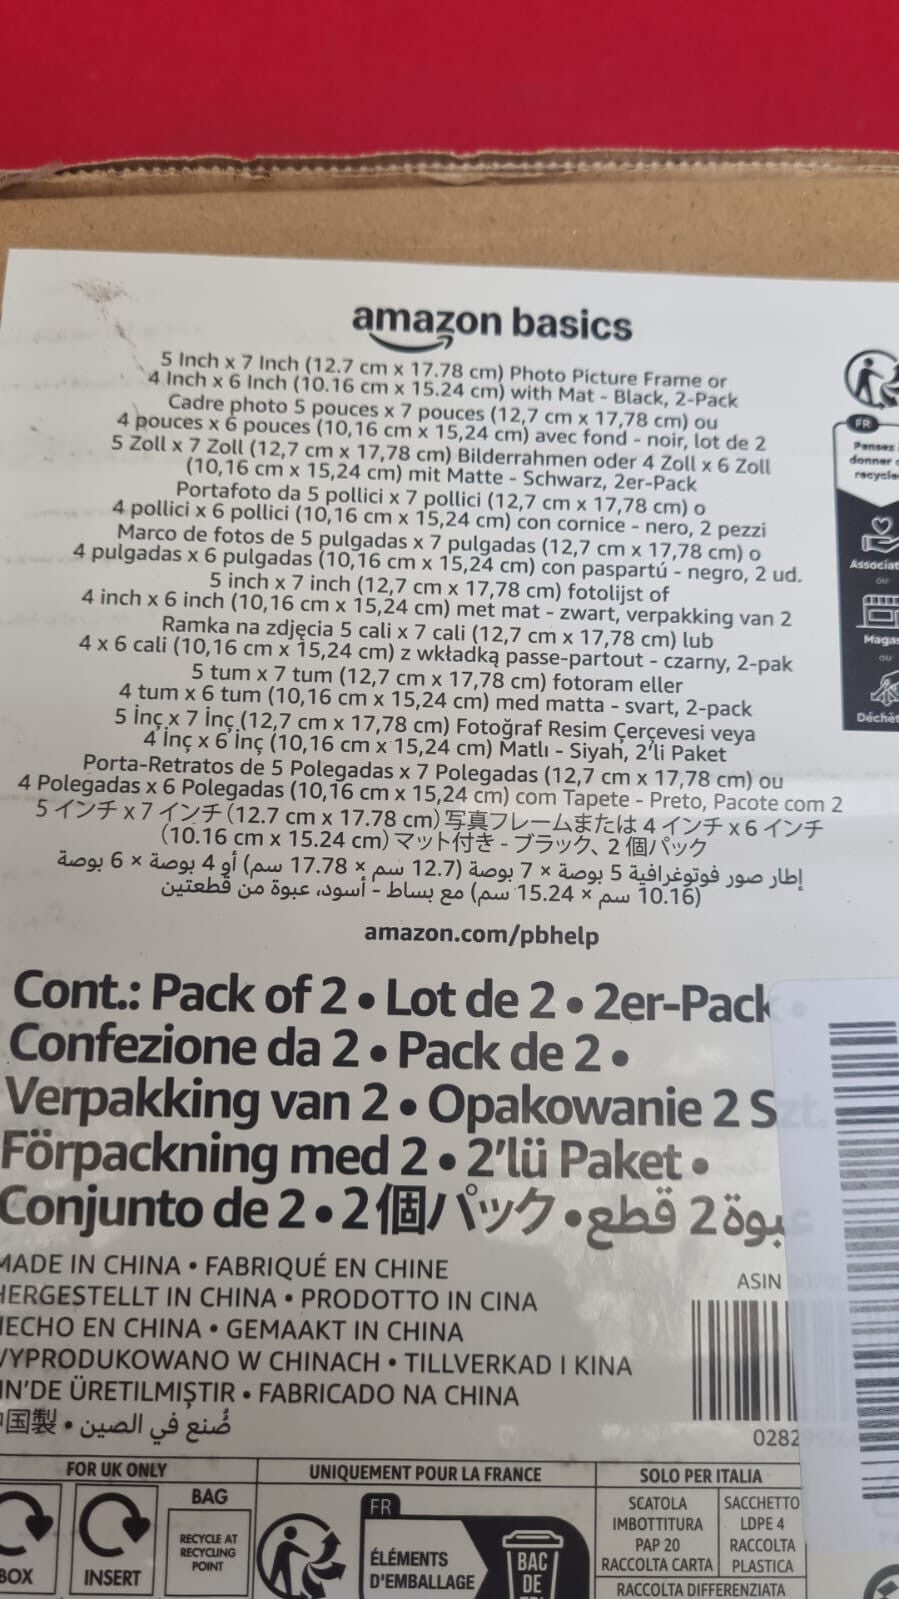 amazon basics
5 Inch x 7 Inch (12.7 cm x 17.78 cm) Photo Picture Frame or
4 Inch x 6 Inch (10.16 cm x 15.24 cm) with Mat - Black, 2-Pack
Cadre photo 5 pouces x 7 pouces (12,7 cm x 17,78 cm) ou
4 pouces x 6 pouces (10,16 cm x 15,24 cm) avec fond - noir, lot de 2
5 Zoll x 7 Zoll (12,7 cm x 17,78 cm) Bilderrahmen oder 4 Zoll x 6 Zoll
(10,16 cm x 15,24 cm) mit Matte - Schwarz, 2er-Pack
Portafoto da 5 pollici x 7 pollici (12,7 cm x 17,78 cm) o
4 pollici x 6 pollici (10,16 cm x 15,24 cm) con cornice - nero, 2 pezzi
Marco de fotos de 5 pulgadas x 7 pulgadas (12,7 cm x 17,78 cm) o
4 pulgadas x 6 pulgadas (10,16 cm x 15,24 cm) con paspartú - negro, 2 ud.
5 inch x 7 inch (12,7 cm x 17,78 cm) fotolijst of
4 inch x 6 inch (10,16 cm x 15,24 cm) met mat - zwart, verpakking van 2
Ramka na zdjęcia 5 cali x 7 cali (12,7 cm x 17,78 cm) lub
4 x 6 cali (10,16 cm x 15,24 cm) z wkładką passe-partout - czarny, 2-pak
5 tum x 7 tum (12,7 cm x 17,78 cm) fotoram eller
4 tum x 6 tum (10,16 cm x 15,24 cm) med matta - svart, 2-pack
5 İnç x 7 İnç (12,7 cm x 17,78 cm) Fotoğraf Resim Çerçevesi veya
4 İnç x 6 İnç (10,16 cm x 15,24 cm) Matlı - Siyah, 2'li Paket
Porta-Retratos de 5 Polegadas x 7 Polegadas (12,7 cm x 17,78 cm) ou
4 Polegadas x 6 Polegadas (10,16 cm x 15,24 cm) com Tapete - Preto, Pacote com 2
5 インチ x 7 インチ (12.7 cm x 17.78 cm) 写真フレームまたは 4 インチ x 6 インチ
(10.16 cm x 15.24 cm) マット付き - ブラック、2 個パック
إطار صور فوتوغرافية 5 بوصة × 7 بوصة (12.7 سم × 17.78 سم) أو 4 بوصة × 6 بوصة
(10.16 سم × 15.24 سم) مع بساط - أسود، عبوة من قطعتين
amazon.com/pbhelp
Cont.: Pack of 2 • Lot de 2 • 2er-Pack •
Confezione da 2 • Pack de 2 •
Verpakking van 2 • Opakowanie 2 Szt. •
Förpackning med 2 • 2'lü Paket •
Conjunto de 2 • 2個パック • عبوة 2 قطع
MADE IN CHINA • FABRIQUÉ EN CHINE
HERGESTELLT IN CHINA • PRODOTTO IN CINA
HECHO EN CHINA • GEMAAKT IN CHINA
WYPRODUKOWANO W CHINACH • TILLVERKAD I KINA
ÇIN'DE ÜRETILMIŞTIR • FABRICADO NA CHINA
中国製 • صُنع في الصين
ASIN
0282
FR
Pensez
donner
Associat
ou
Magas
ou
Déchèt
FOR UK ONLY
BOX
INSERT
BAG
RECYCLE AT
RECYCLING
POINT
UNIQUEMENT POUR LA FRANCE
FR
ÉLÉMENTS
D'EMBALLAGE
BAC
DE
SOLO PER ITALIA
SCATOLA
IMBOTTITURA
PAP 20
RACCOLTA CARTA
SACCHETTO
LDPE 4
RACCOLTA
PLASTICA
RACCOLTA DIFFERENZIATA